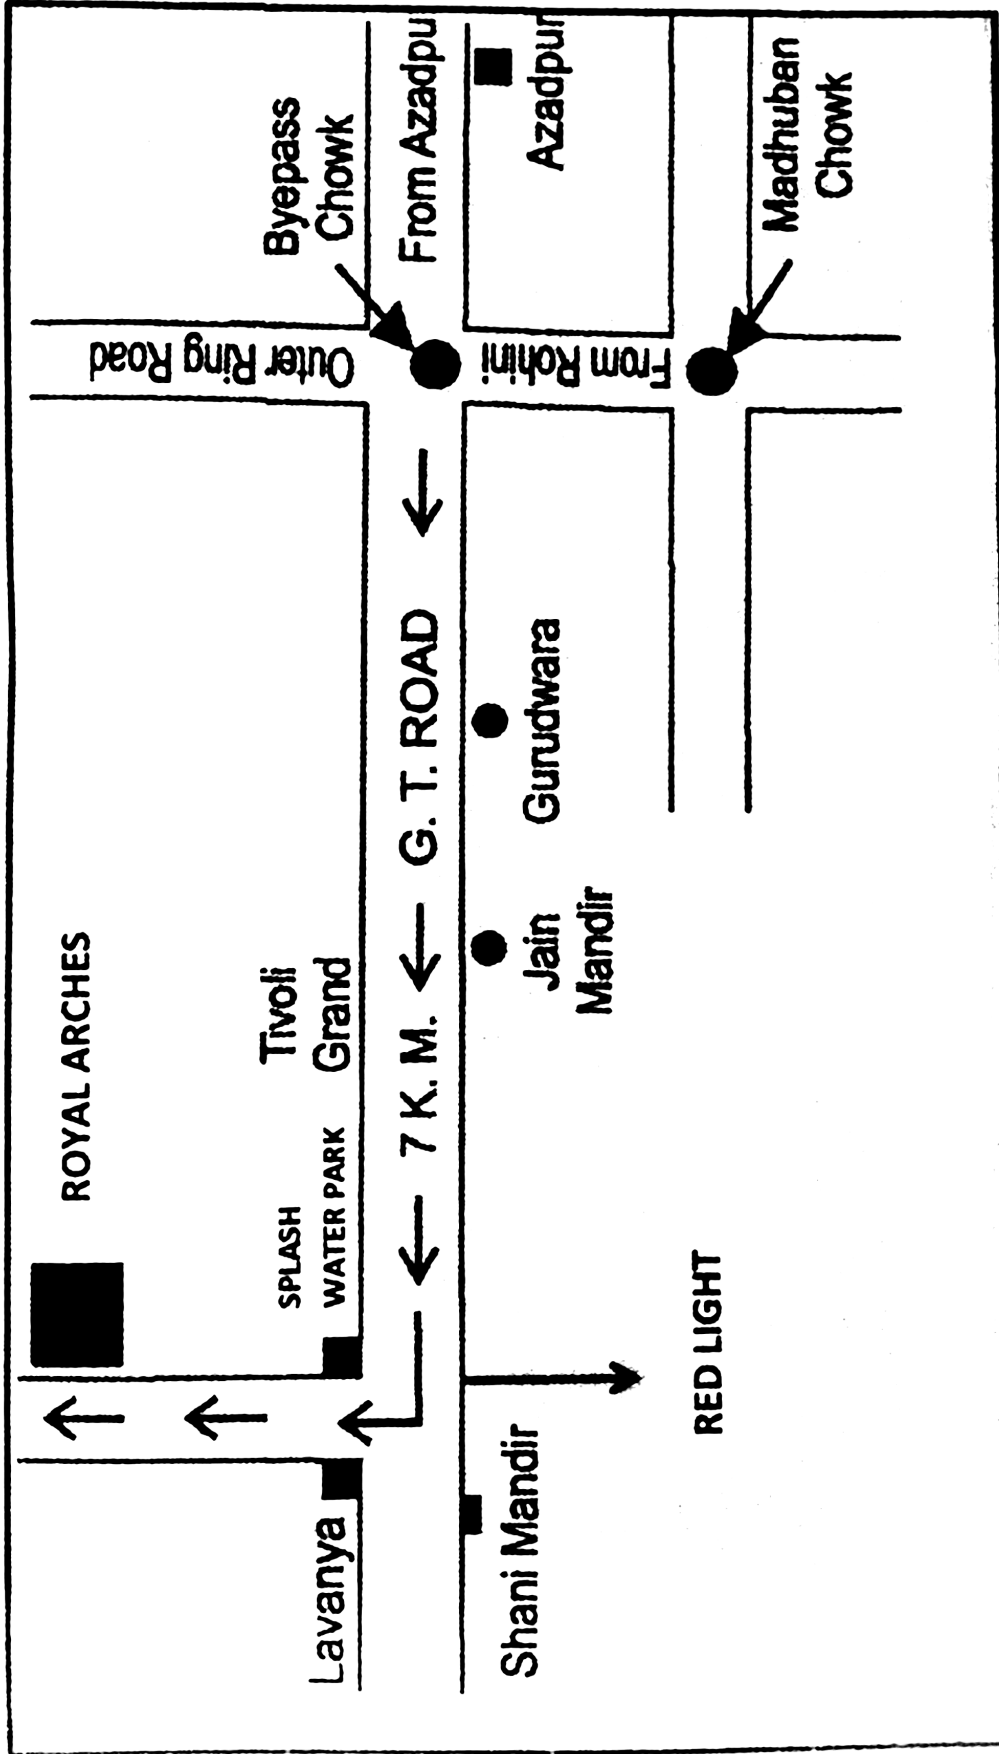 ROYAL ARCHES
Outer Ring Road
Byepass
Chowk
Tivoli
Grand
SPLASH
WATER PARK
Lavanya
7 K.M.
G. T. ROAD
From Azadpu
Shani Mandir
Jain
Mandir
Gurudwara
From Rohini
Azadpur
RED LIGHT
Madhuban
Chowk